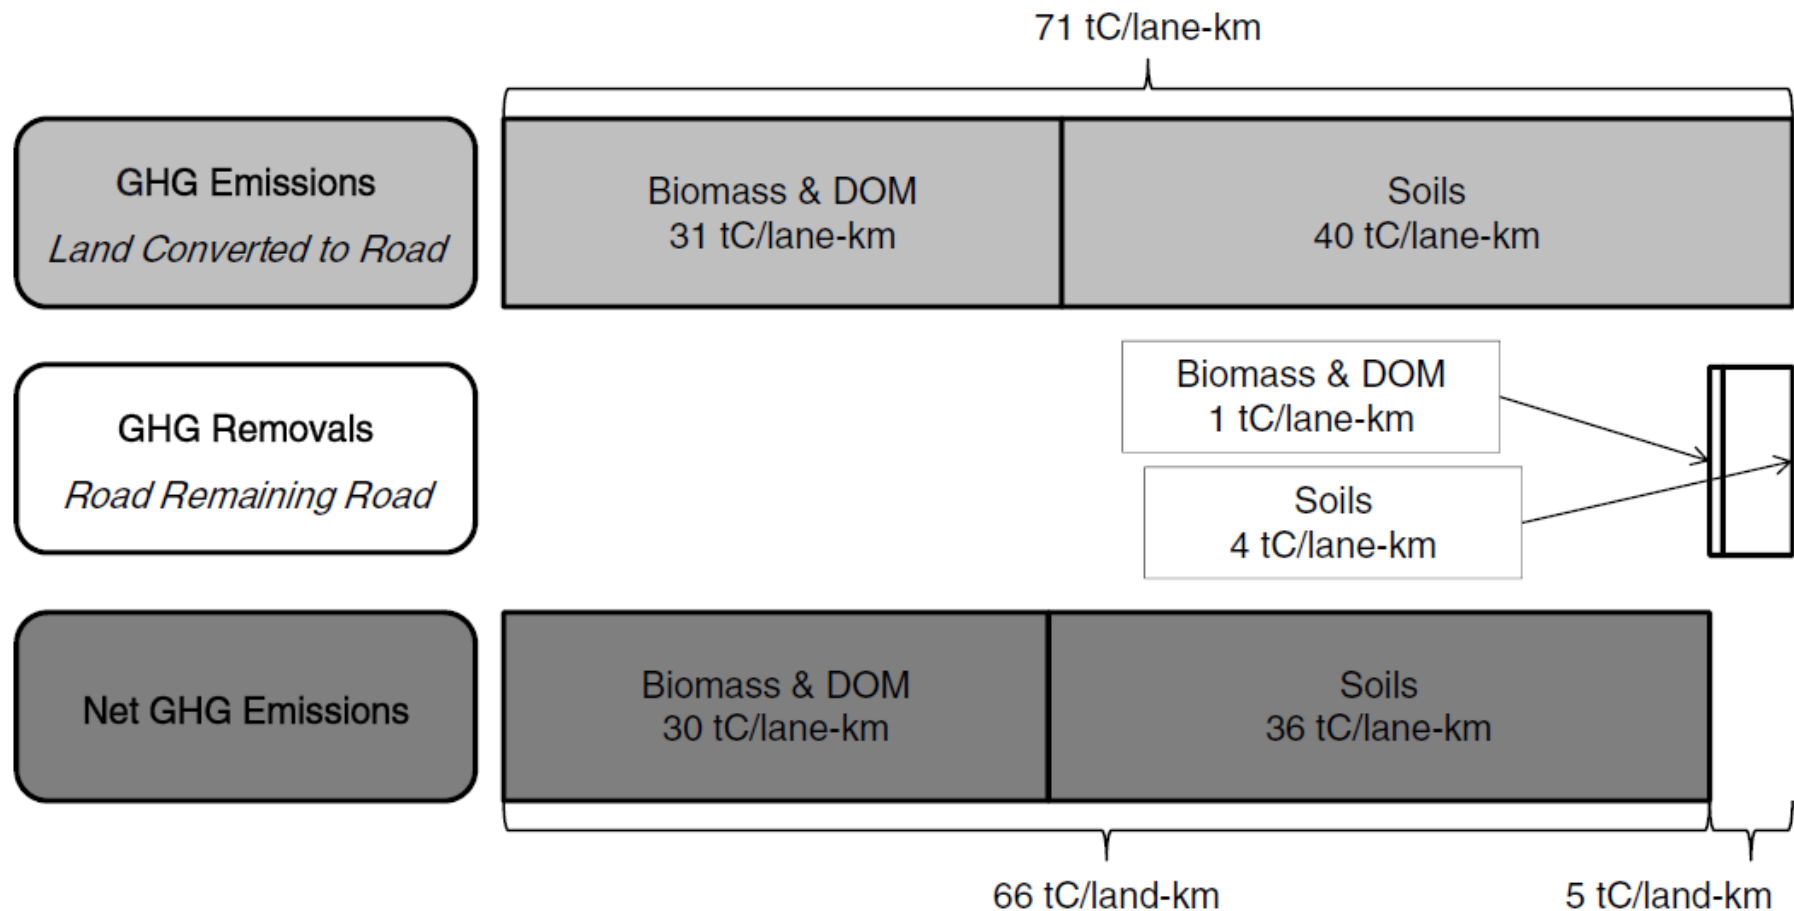 71 tC/lane-km
GHG Emissions
Land Converted to Road
Biomass & DOM
31 tC/lane-km
Soils
40 tC/lane-km
GHG Removals
Road Remaining Road
Biomass & DOM
1 tC/lane-km
Soils
4 tC/lane-km
Net GHG Emissions
Biomass & DOM
30 tC/lane-km
Soils
36 tC/lane-km
66 tC/land-km
5 tC/land-km